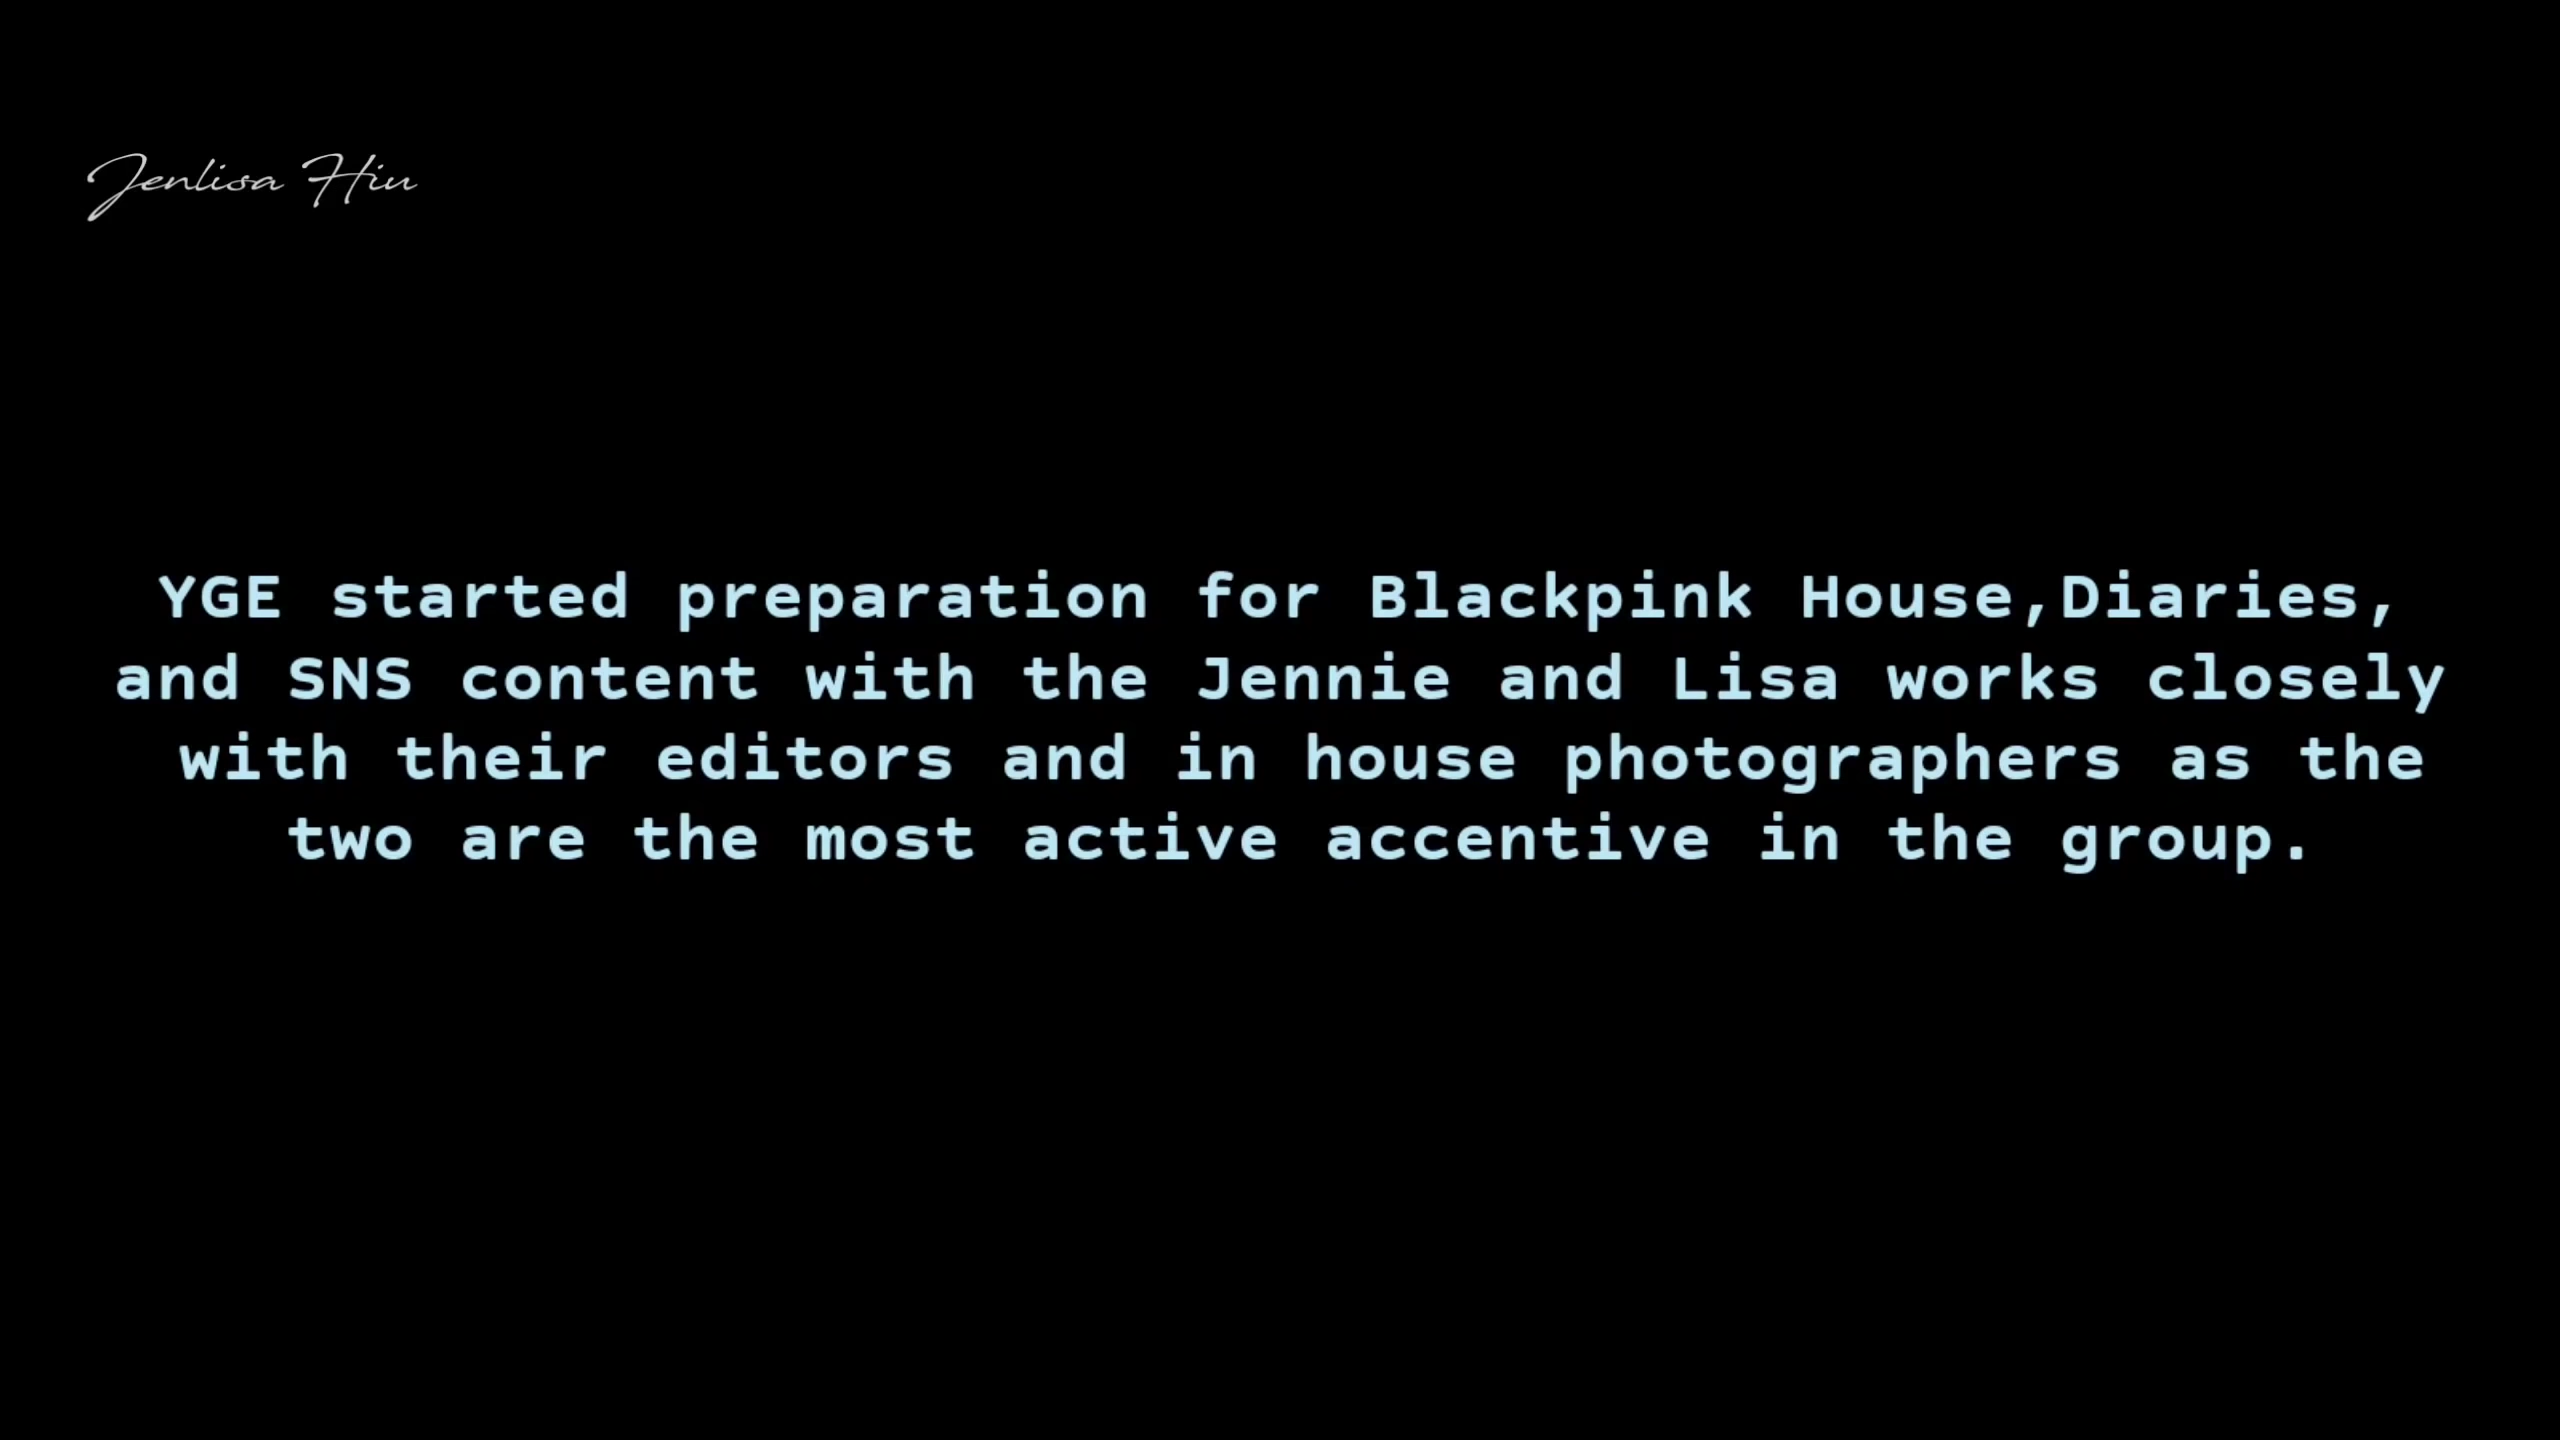 Jenlisa Hiu
YGE started preparation for Blackpink House,Diaries,
and SNS content with the Jennie and Lisa works closely
with their editors and in house photographers as the
two are the most active accentive in the group.